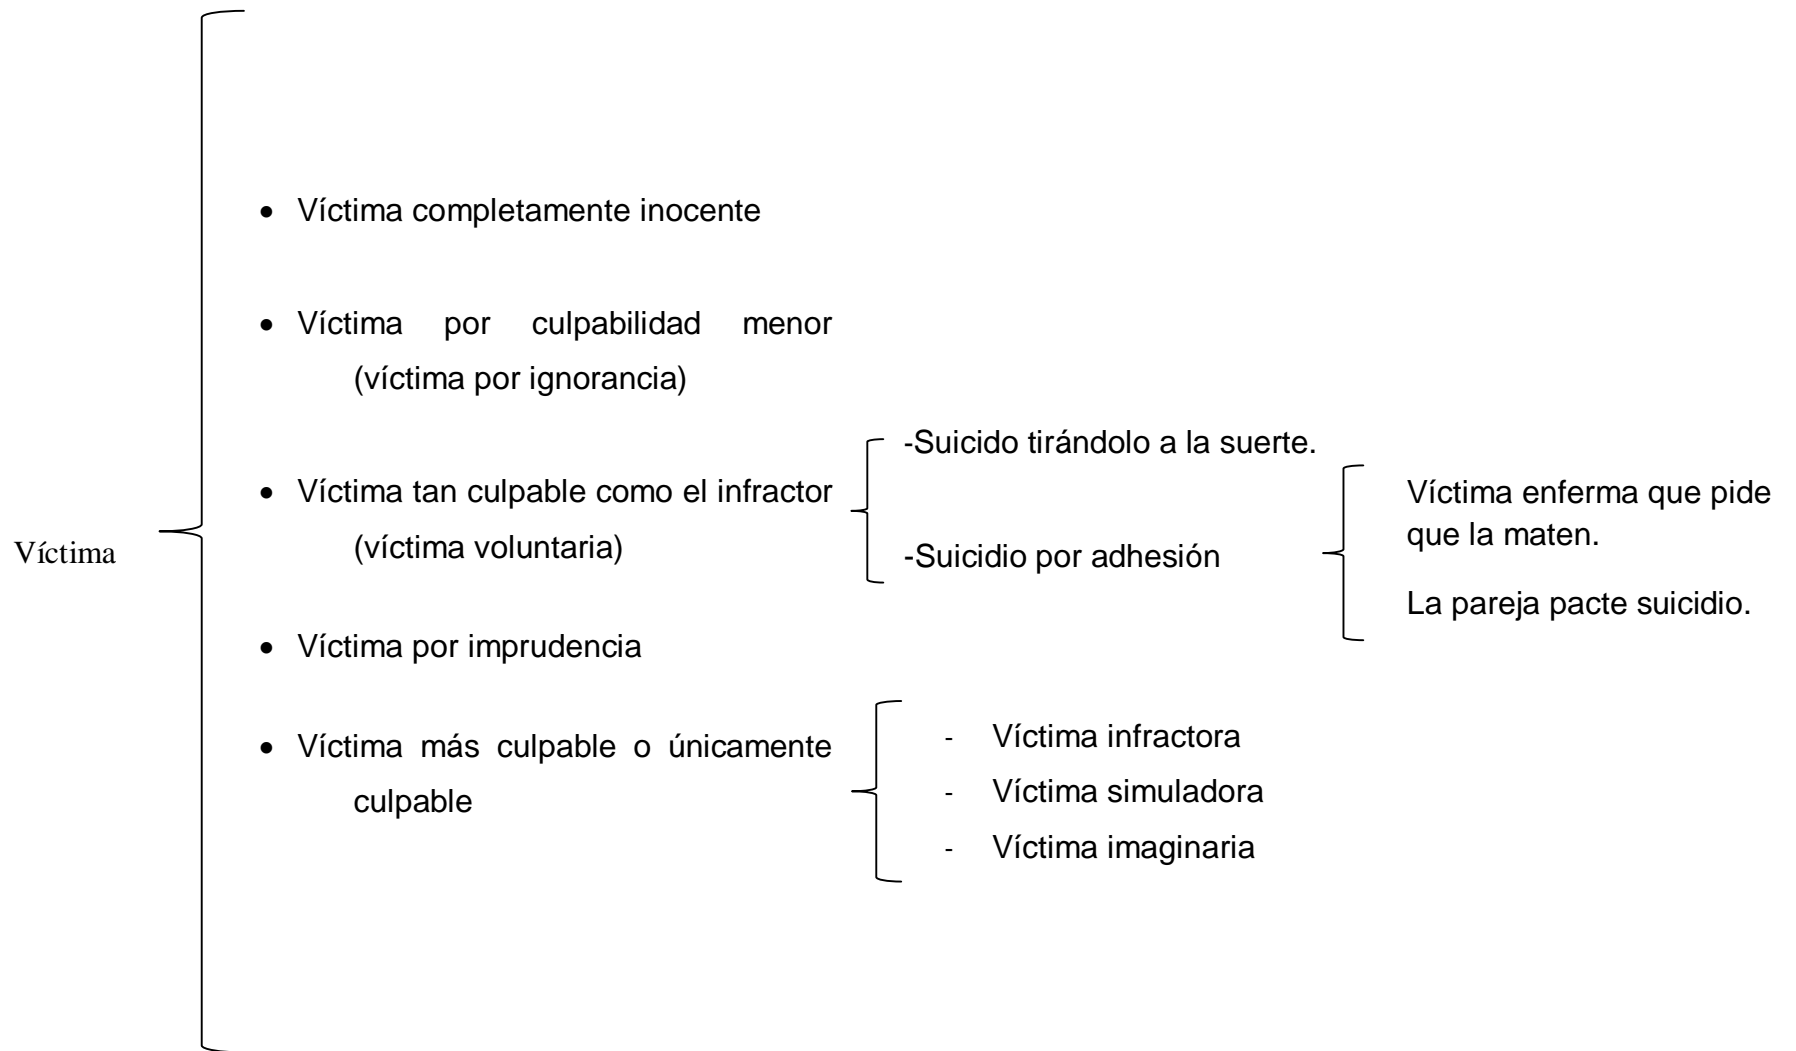 Víctima
• Víctima completamente inocente
• Víctima por culpabilidad menor
(víctima por ignorancia)
• Víctima tan culpable como el infractor
(víctima voluntaria)
-Suicido tirándolo a la suerte.
-Suicidio por adhesión
Víctima enferma que pide
que la maten.
La pareja pacte suicidio.
• Víctima por imprudencia
• Víctima más culpable o únicamente
culpable
- Víctima infractora
- Víctima simuladora
- Víctima imaginaria